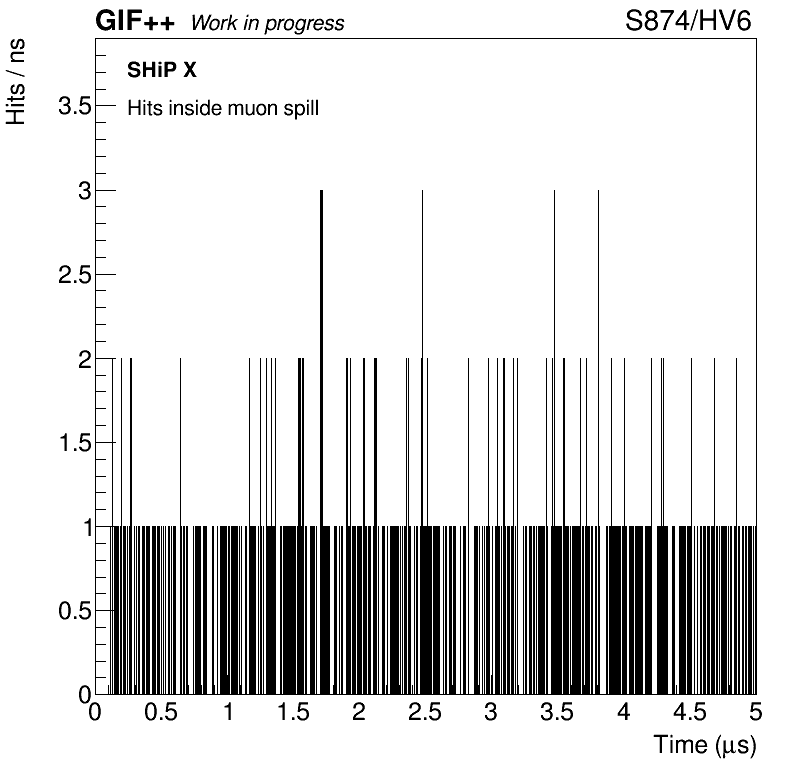 GIF++ Work in progress S874/HV6
Hits / ns
SHiP X
Hits inside muon spill
3.5
3
2.5
2
1.5
1
0.5
0
0 0.5 1 1.5 2 2.5 3 3.5 4 4.5 5
Time (μs)